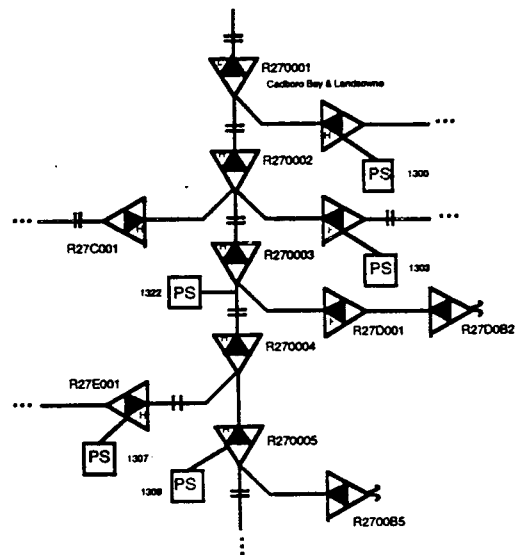 R270001
Cadboro Bay & Landsowne
PS
1300
R270002
R27C001
PS
1303
R270003
1322
PS
R27D001
R27D0B2
R270004
R27E001
PS
1307
R270005
PS
1308
R2700B5